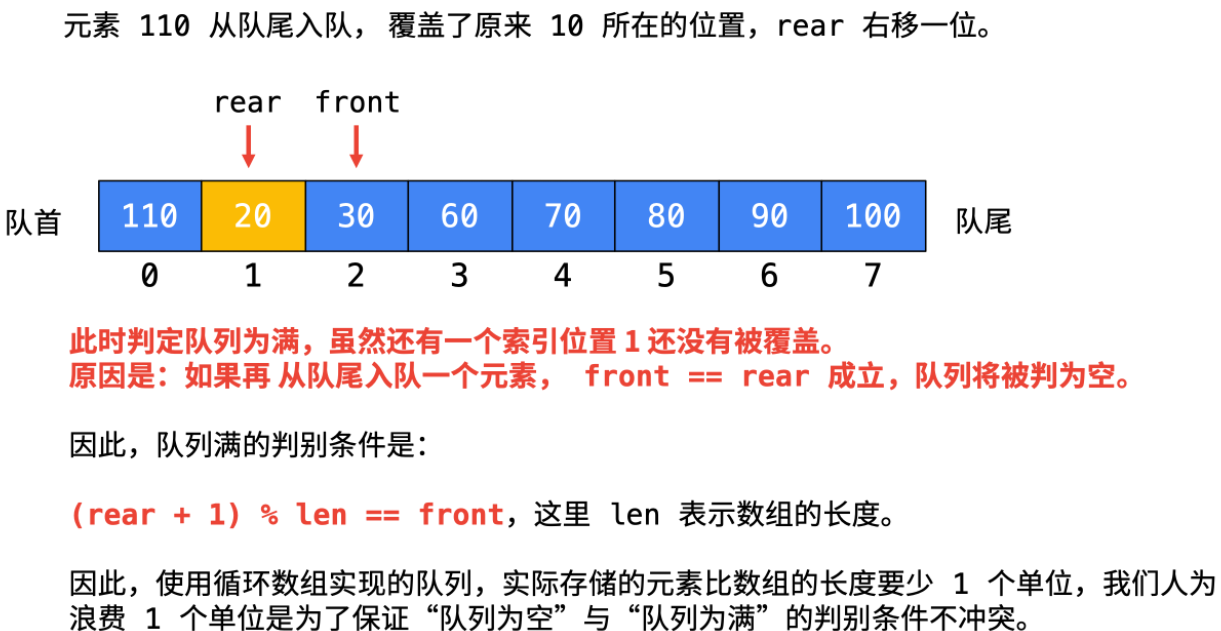 元素 110 从队尾入队， 覆盖了原来 10 所在的位置，rear 右移一位。
rear front
队首 110 20 30 60 70 80 90 100 队尾
0 1 2 3 4 5 6 7
此时判定队列为满，虽然还有一个索引位置 1 还没有被覆盖。
原因是：如果再 从队尾入队一个元素， front == rear 成立，队列将被判为空。
因此，队列满的判别条件是：
(rear + 1) % len == front，这里 len 表示数组的长度。
因此，使用循环数组实现的队列，实际存储的元素比数组的长度要少 1 个单位，我们人为
浪费 1 个单位是为了保证“队列为空”与“队列为满”的判别条件不冲突。